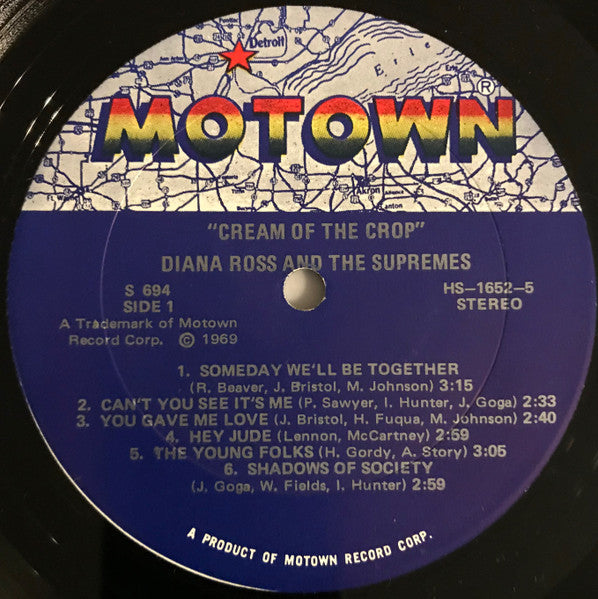 Detroit
Erie
MOTOWN®
Akron
"CREAM OF THE CROP"
DIANA ROSS AND THE SUPREMES
S 694
SIDE 1
HS-1652-5
STEREO
A Trademark of Motown
Record Corp. © 1969
1. SOMEDAY WE'LL BE TOGETHER
(R. Beaver, J. Bristol, M. Johnson) 3:15
2. CAN'T YOU SEE IT'S ME (P. Sawyer, I. Hunter, J. Goga) 2:33
3. YOU GAVE ME LOVE (J. Bristol, H. Fuqua, M. Johnson) 2:40
4. HEY JUDE (Lennon, McCartney) 2:59
5. THE YOUNG FOLKS (H. Gordy, A. Story) 3:05
6. SHADOWS OF SOCIETY
(J. Goga, W. Fields, I. Hunter) 2:59
A PRODUCT OF MOTOWN RECORD CORP.